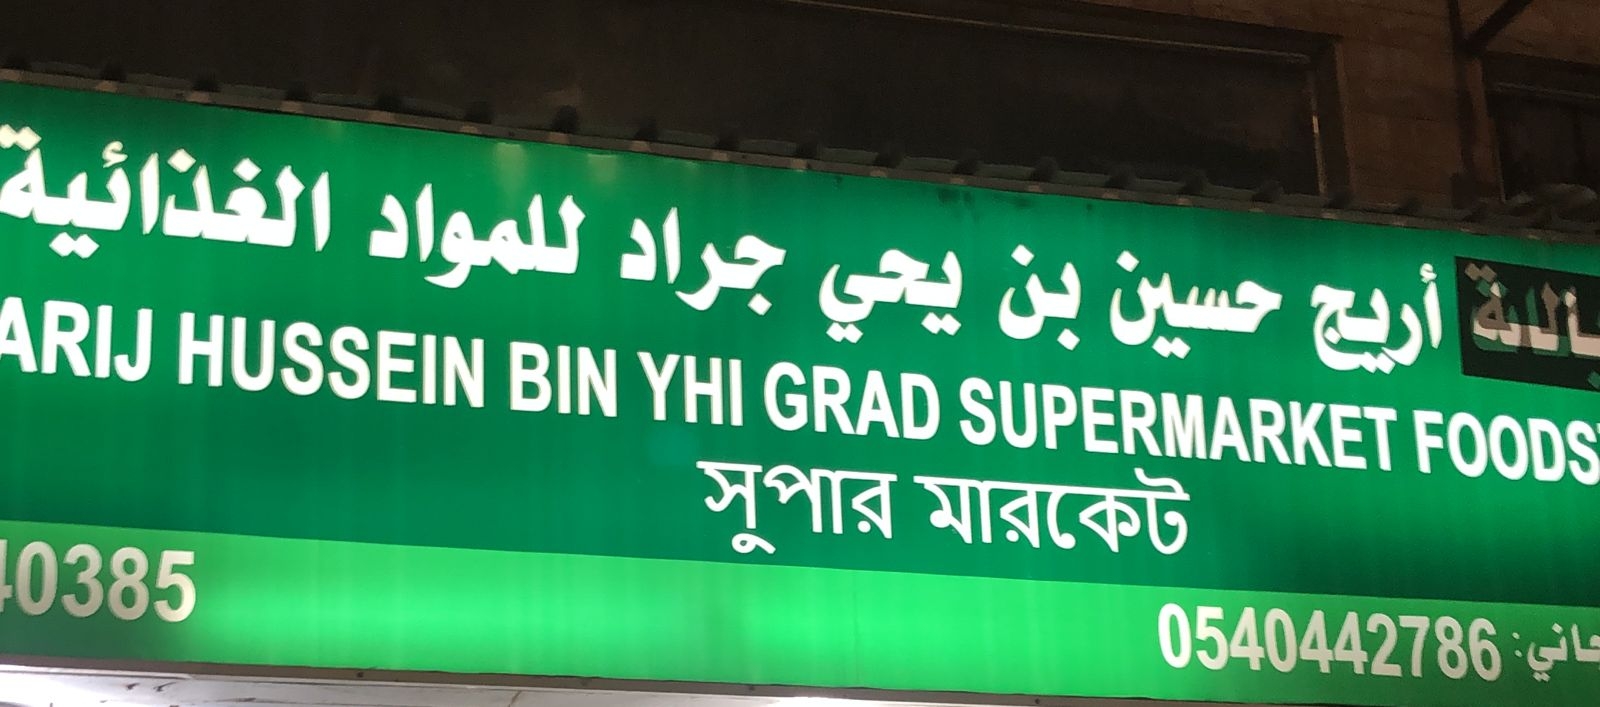 أريج حسين بن يحي جراد للمواد الغذائية
ARIJ HUSSEIN BIN YHI GRAD SUPERMARKET FOODS
সুপার মারকেট
40385
0540442786